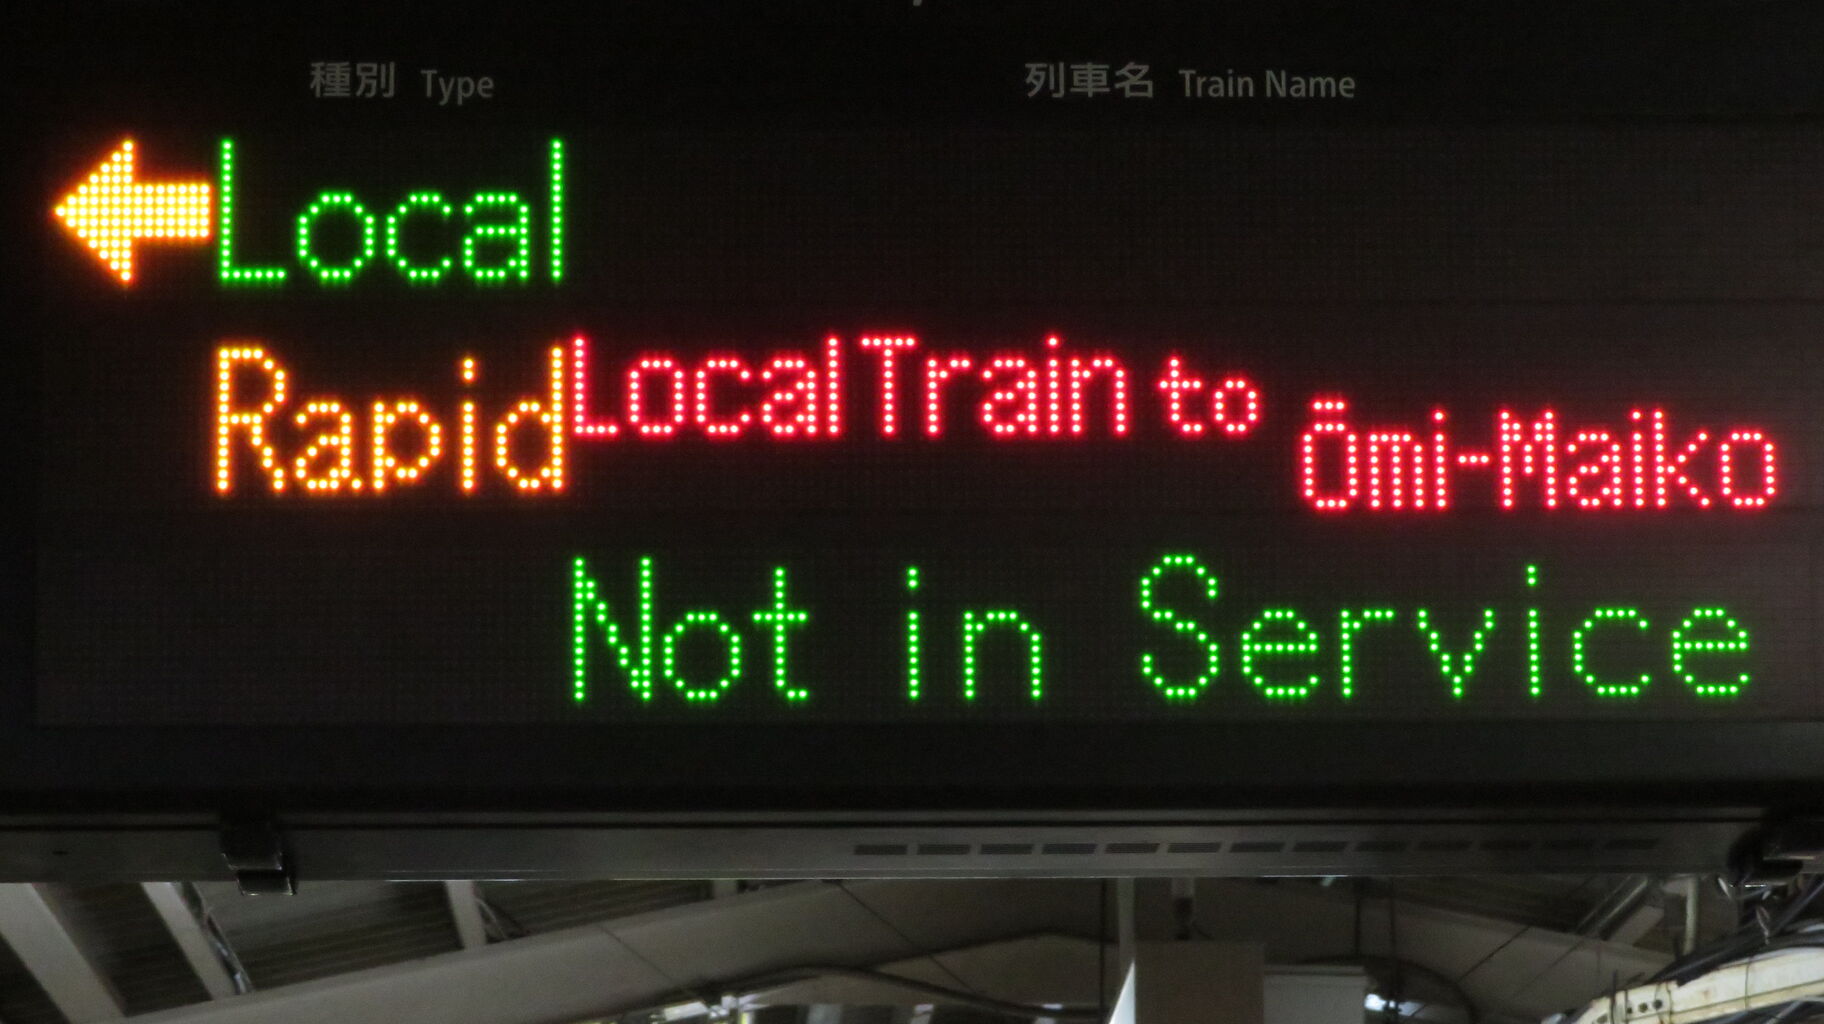 種別 Type 列車名 Train Name
Local
Rapid Local Train to Ōmi-Maiko
Not in Service